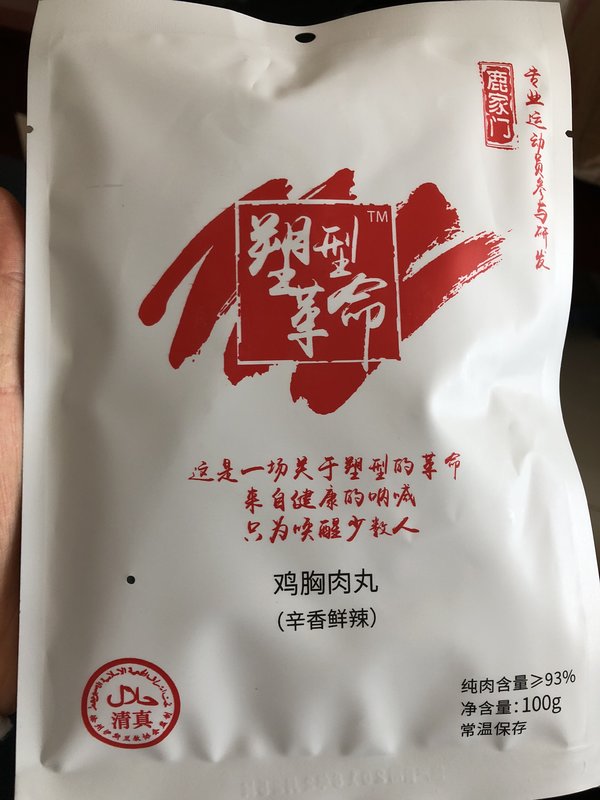 鹿家门
专业运动员参与研发
塑型 TM
革命
这是一场关于塑型的革命
来自健康的呐喊
只为唤醒少数人
鸡胸肉丸
(辛香鲜辣)
纯肉含量≥93%
净含量:100g
常温保存
حلال
清真